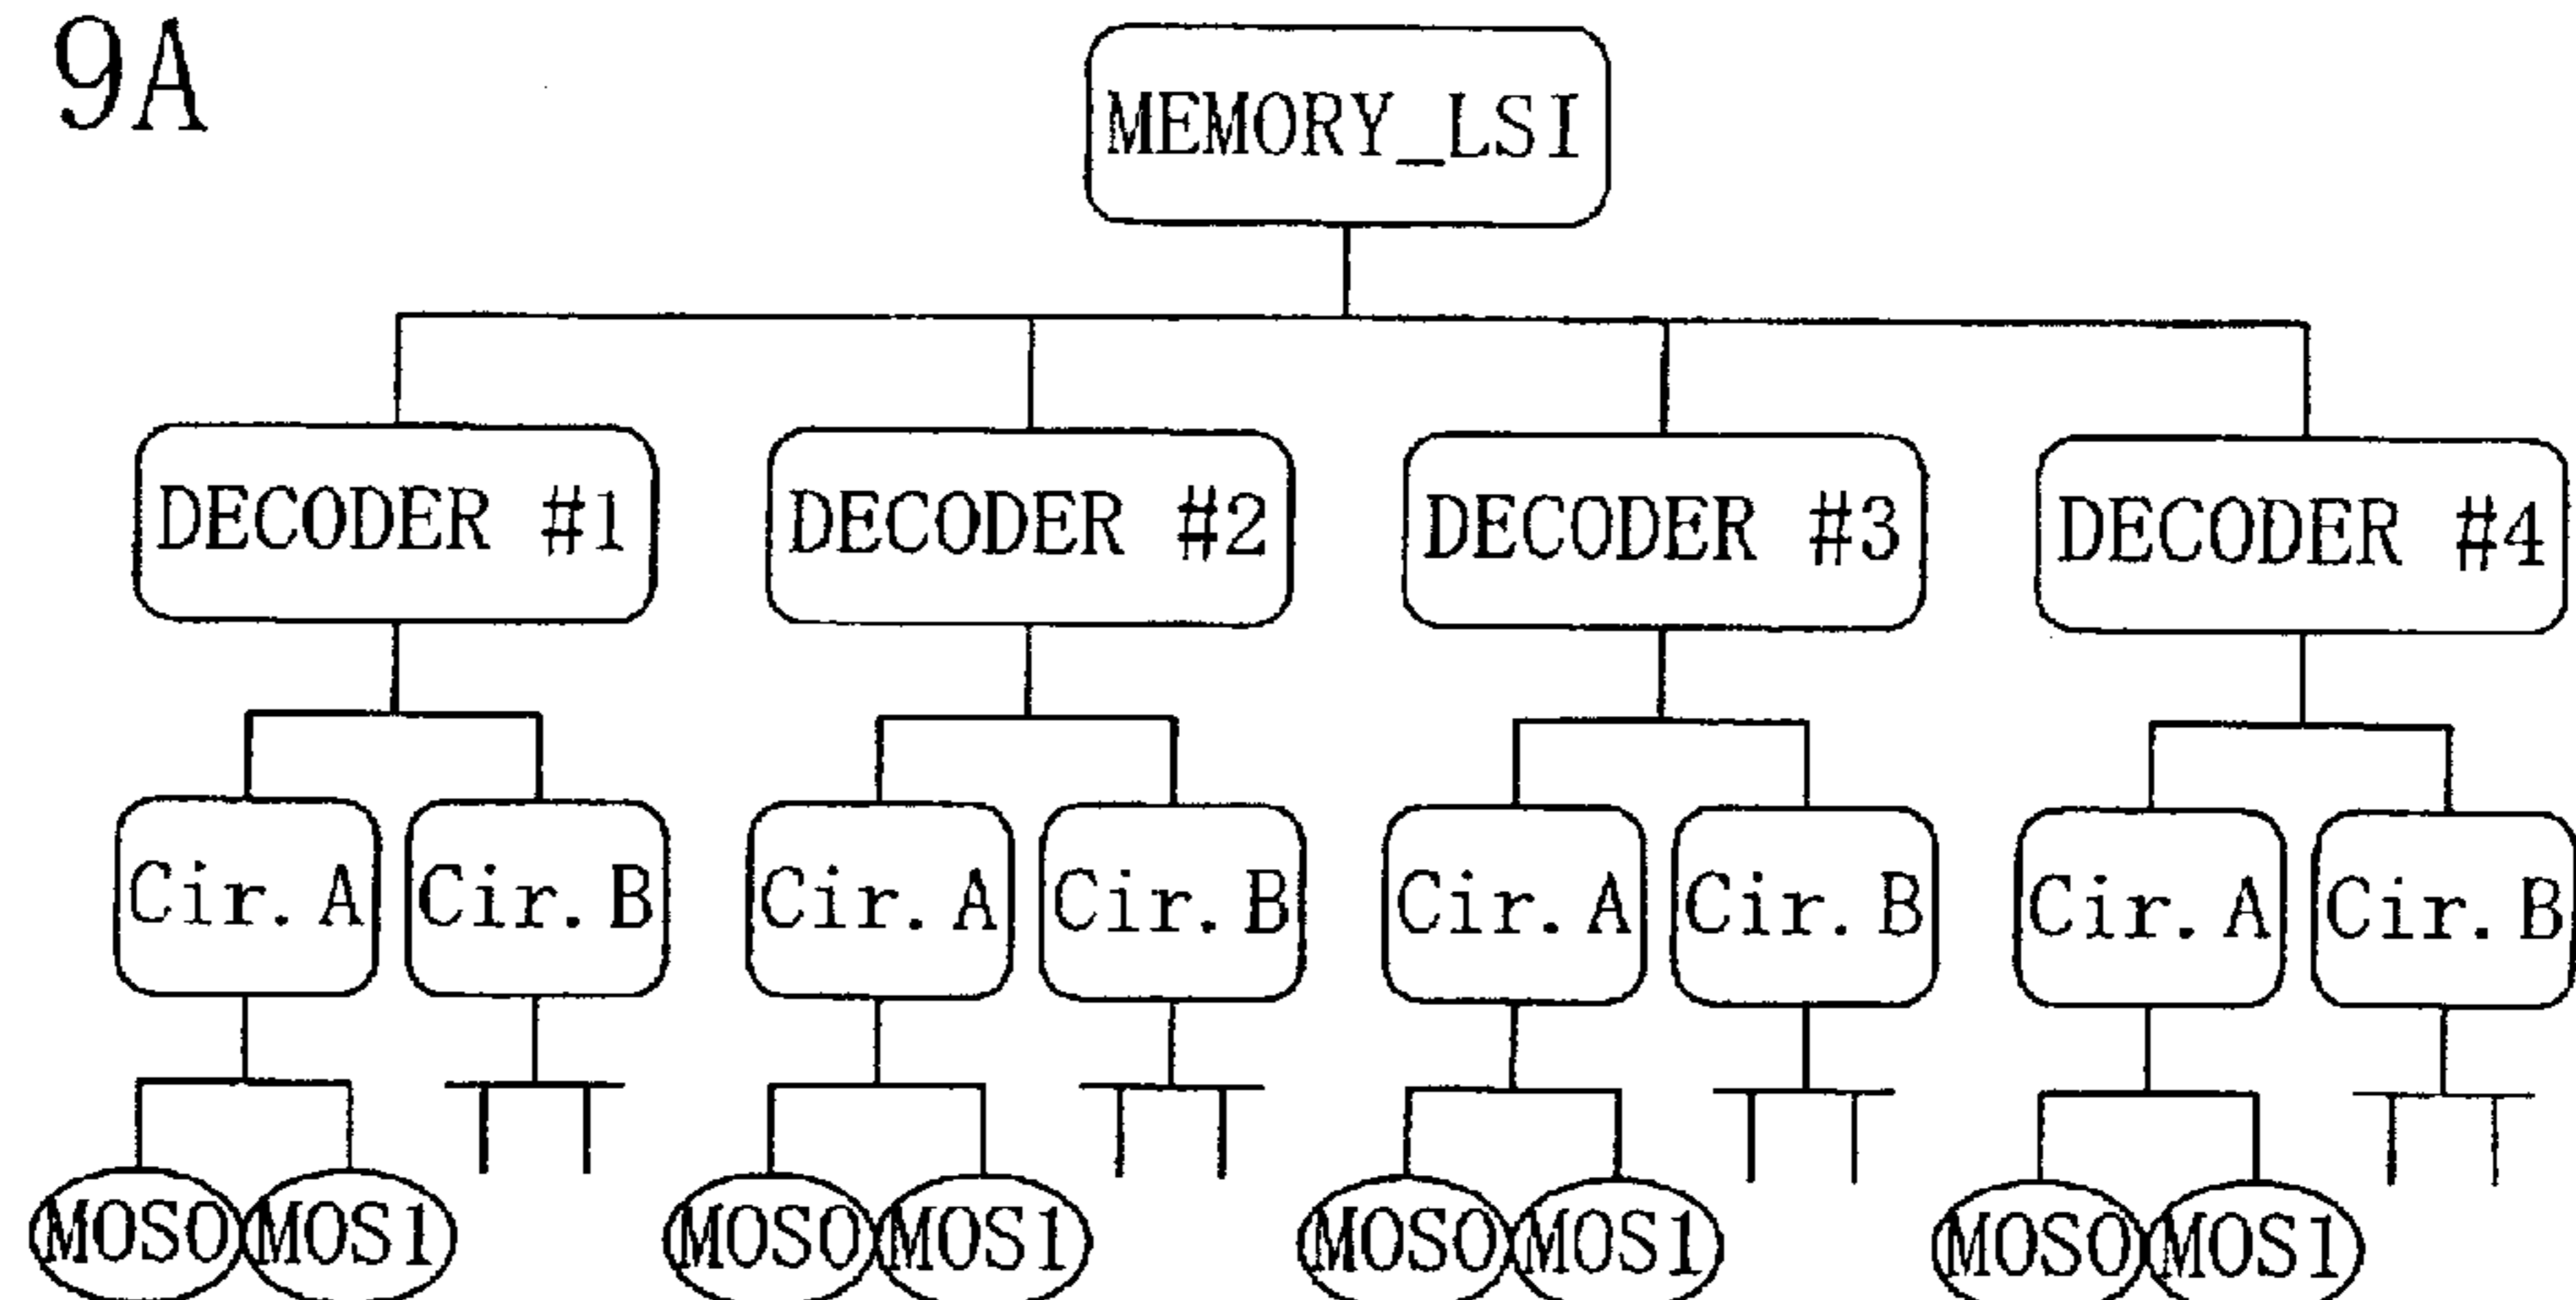 9A
MEMORY_LSI
DECODER #1 DECODER #2 DECODER #3 DECODER #4
Cir. A Cir. B Cir. A Cir. B Cir. A Cir. B Cir. A Cir. B
MOS0 MOS1 MOS0 MOS1 MOS0 MOS1 MOS0 MOS1